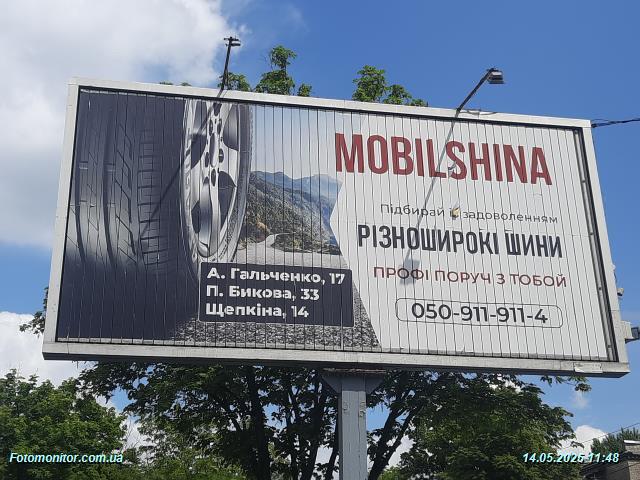 MOBILSHINA
Підбирай з задоволенням
РІЗНОШИРОКІ ШИНИ
ПРОФІ ПОРУЧ З ТОБОЮ
050-911-911-4
А. Гальченко, 17
П. Бикова, 33
Щепкіна, 14
Fotomonitor.com.ua
14.05.2025 11:48